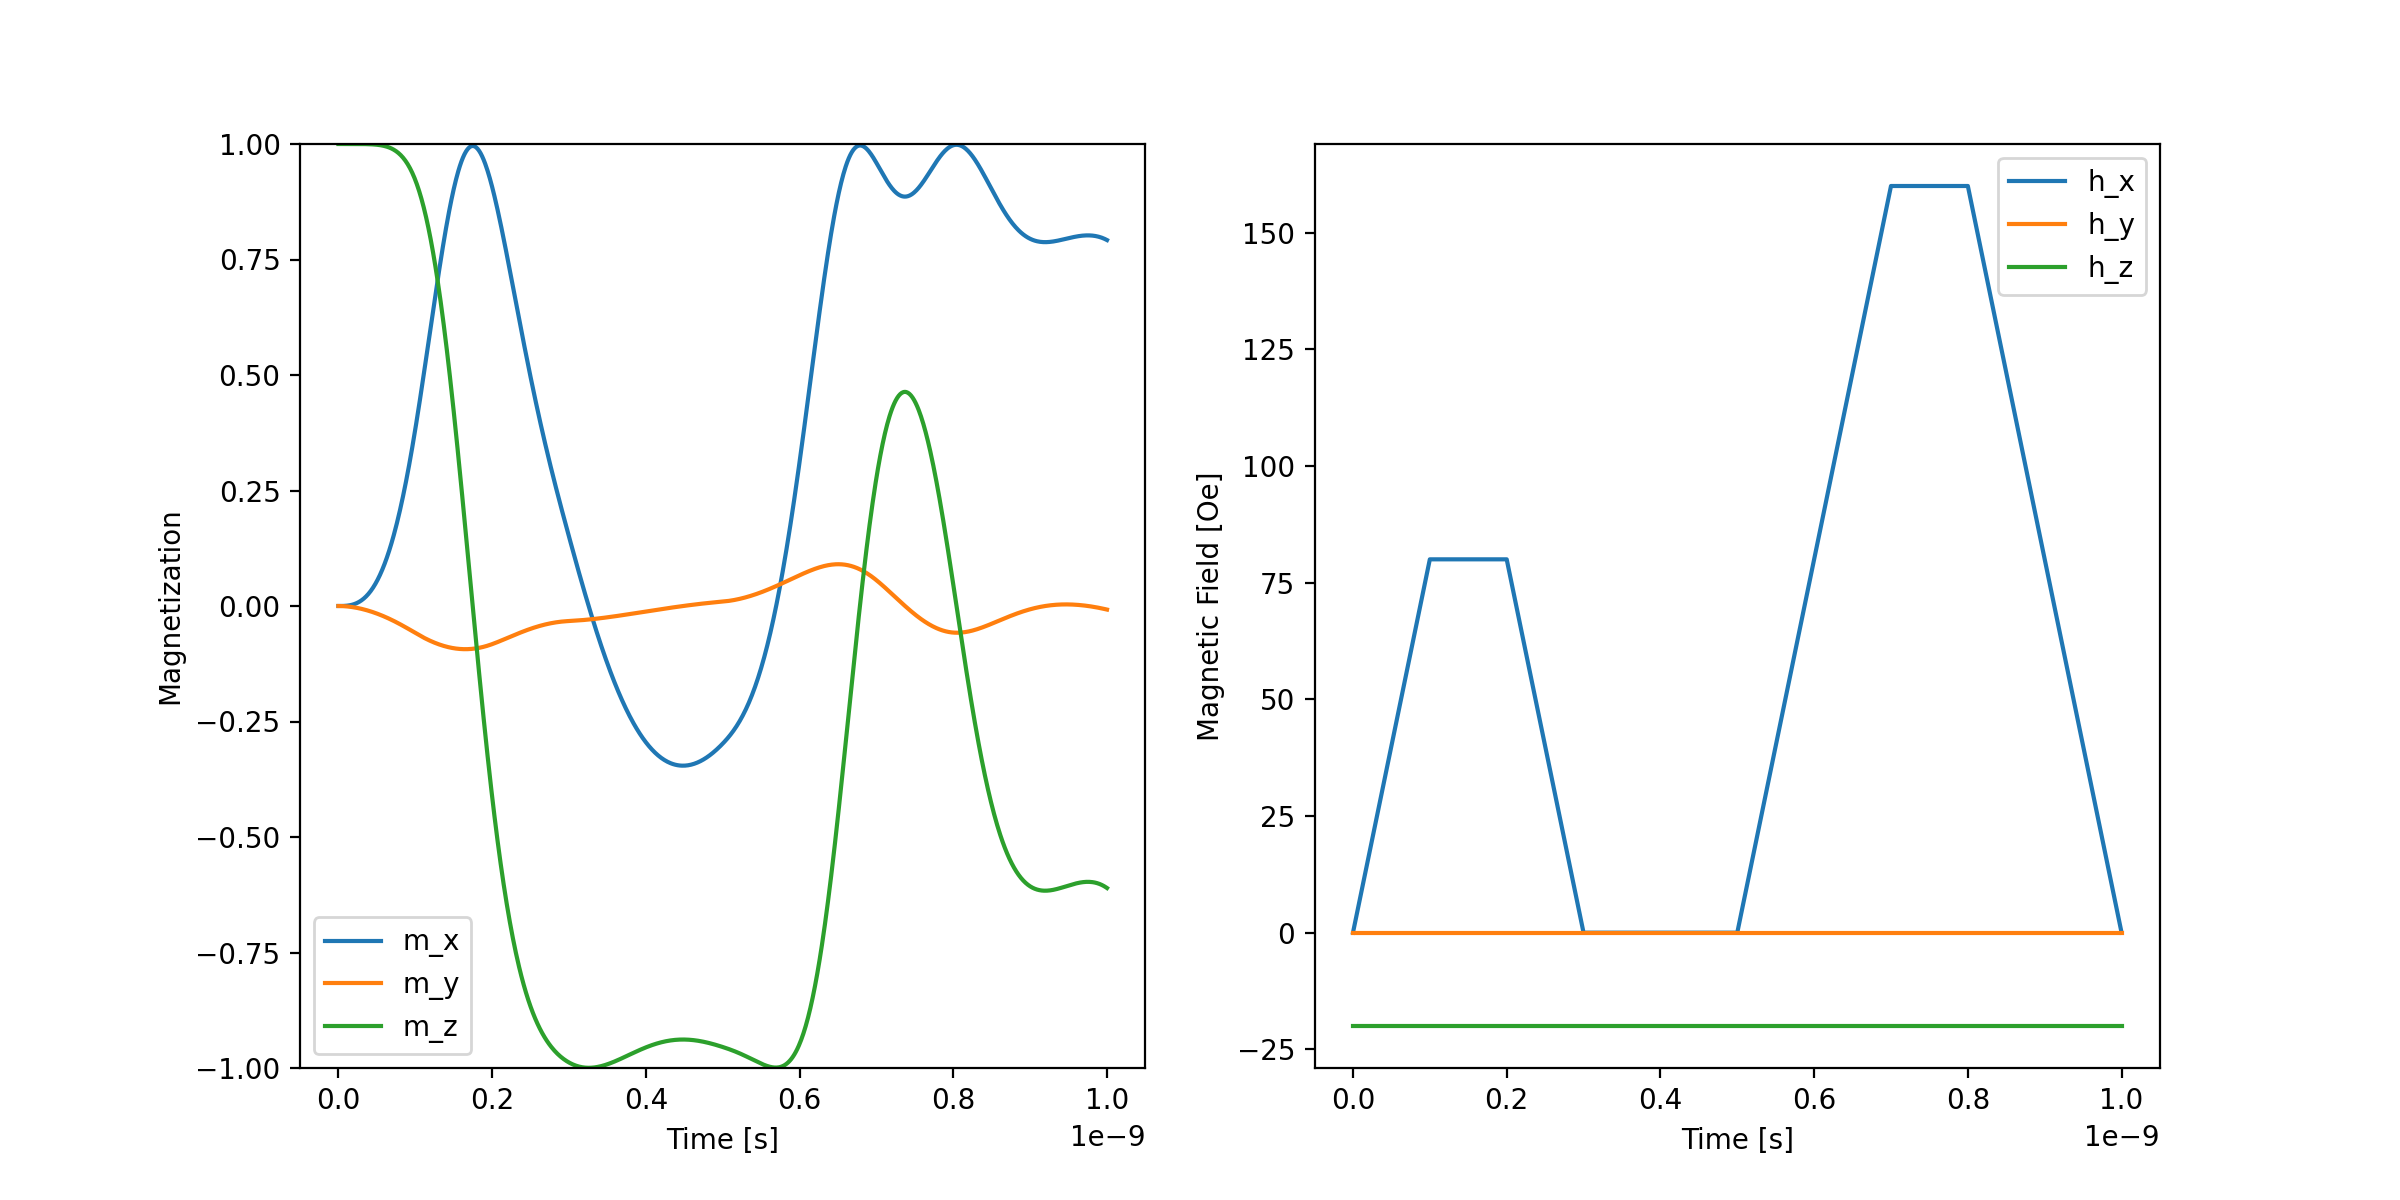 1.00
0.75
0.50
0.25
0.00
−0.25
−0.50
−0.75
−1.00
Magnetization
m_x
m_y
m_z
0.0 0.2 0.4 0.6 0.8 1.0
Time [s]
1e−9
150
125
100
75
50
25
0
−25
Magnetic Field [Oe]
h_x
h_y
h_z
0.0 0.2 0.4 0.6 0.8 1.0
Time [s]
1e−9